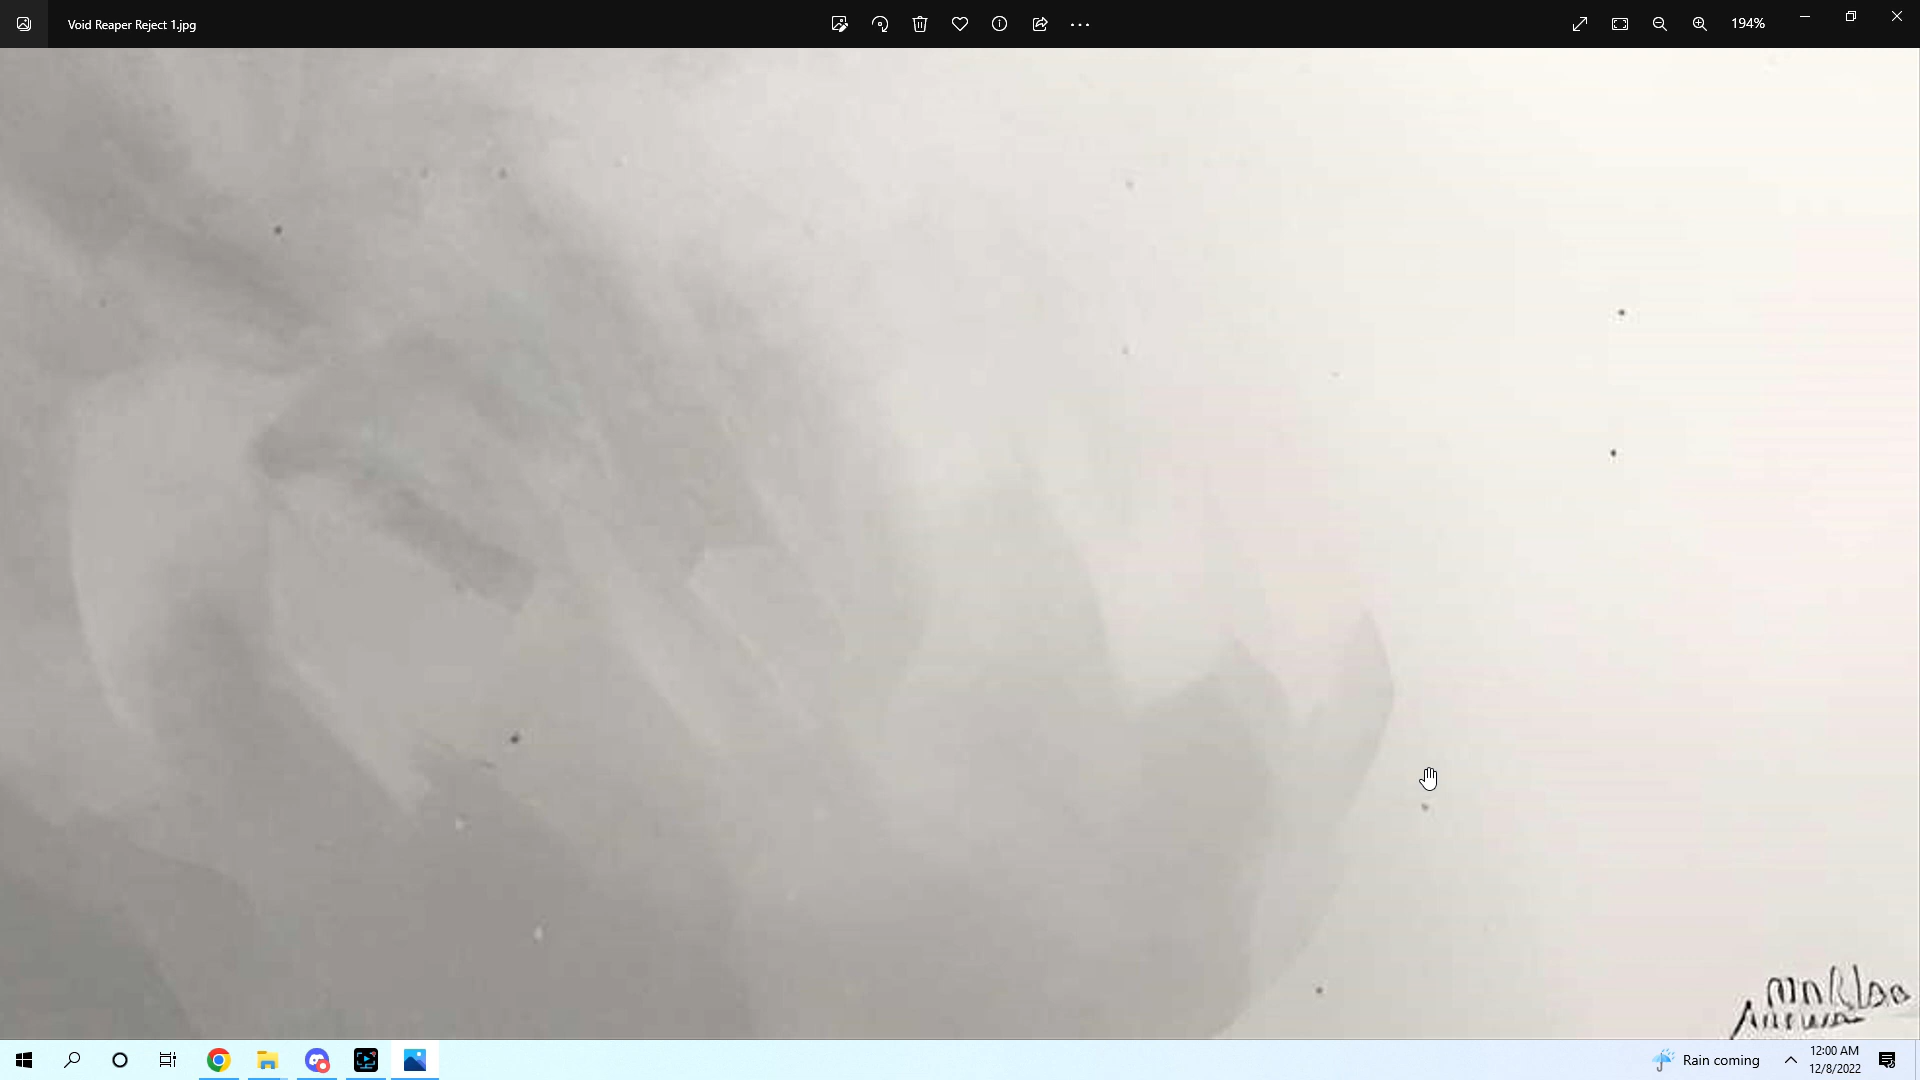 Void Reaper Reject 1.jpg
194%
Rain coming
12:00 AM
12/8/2022